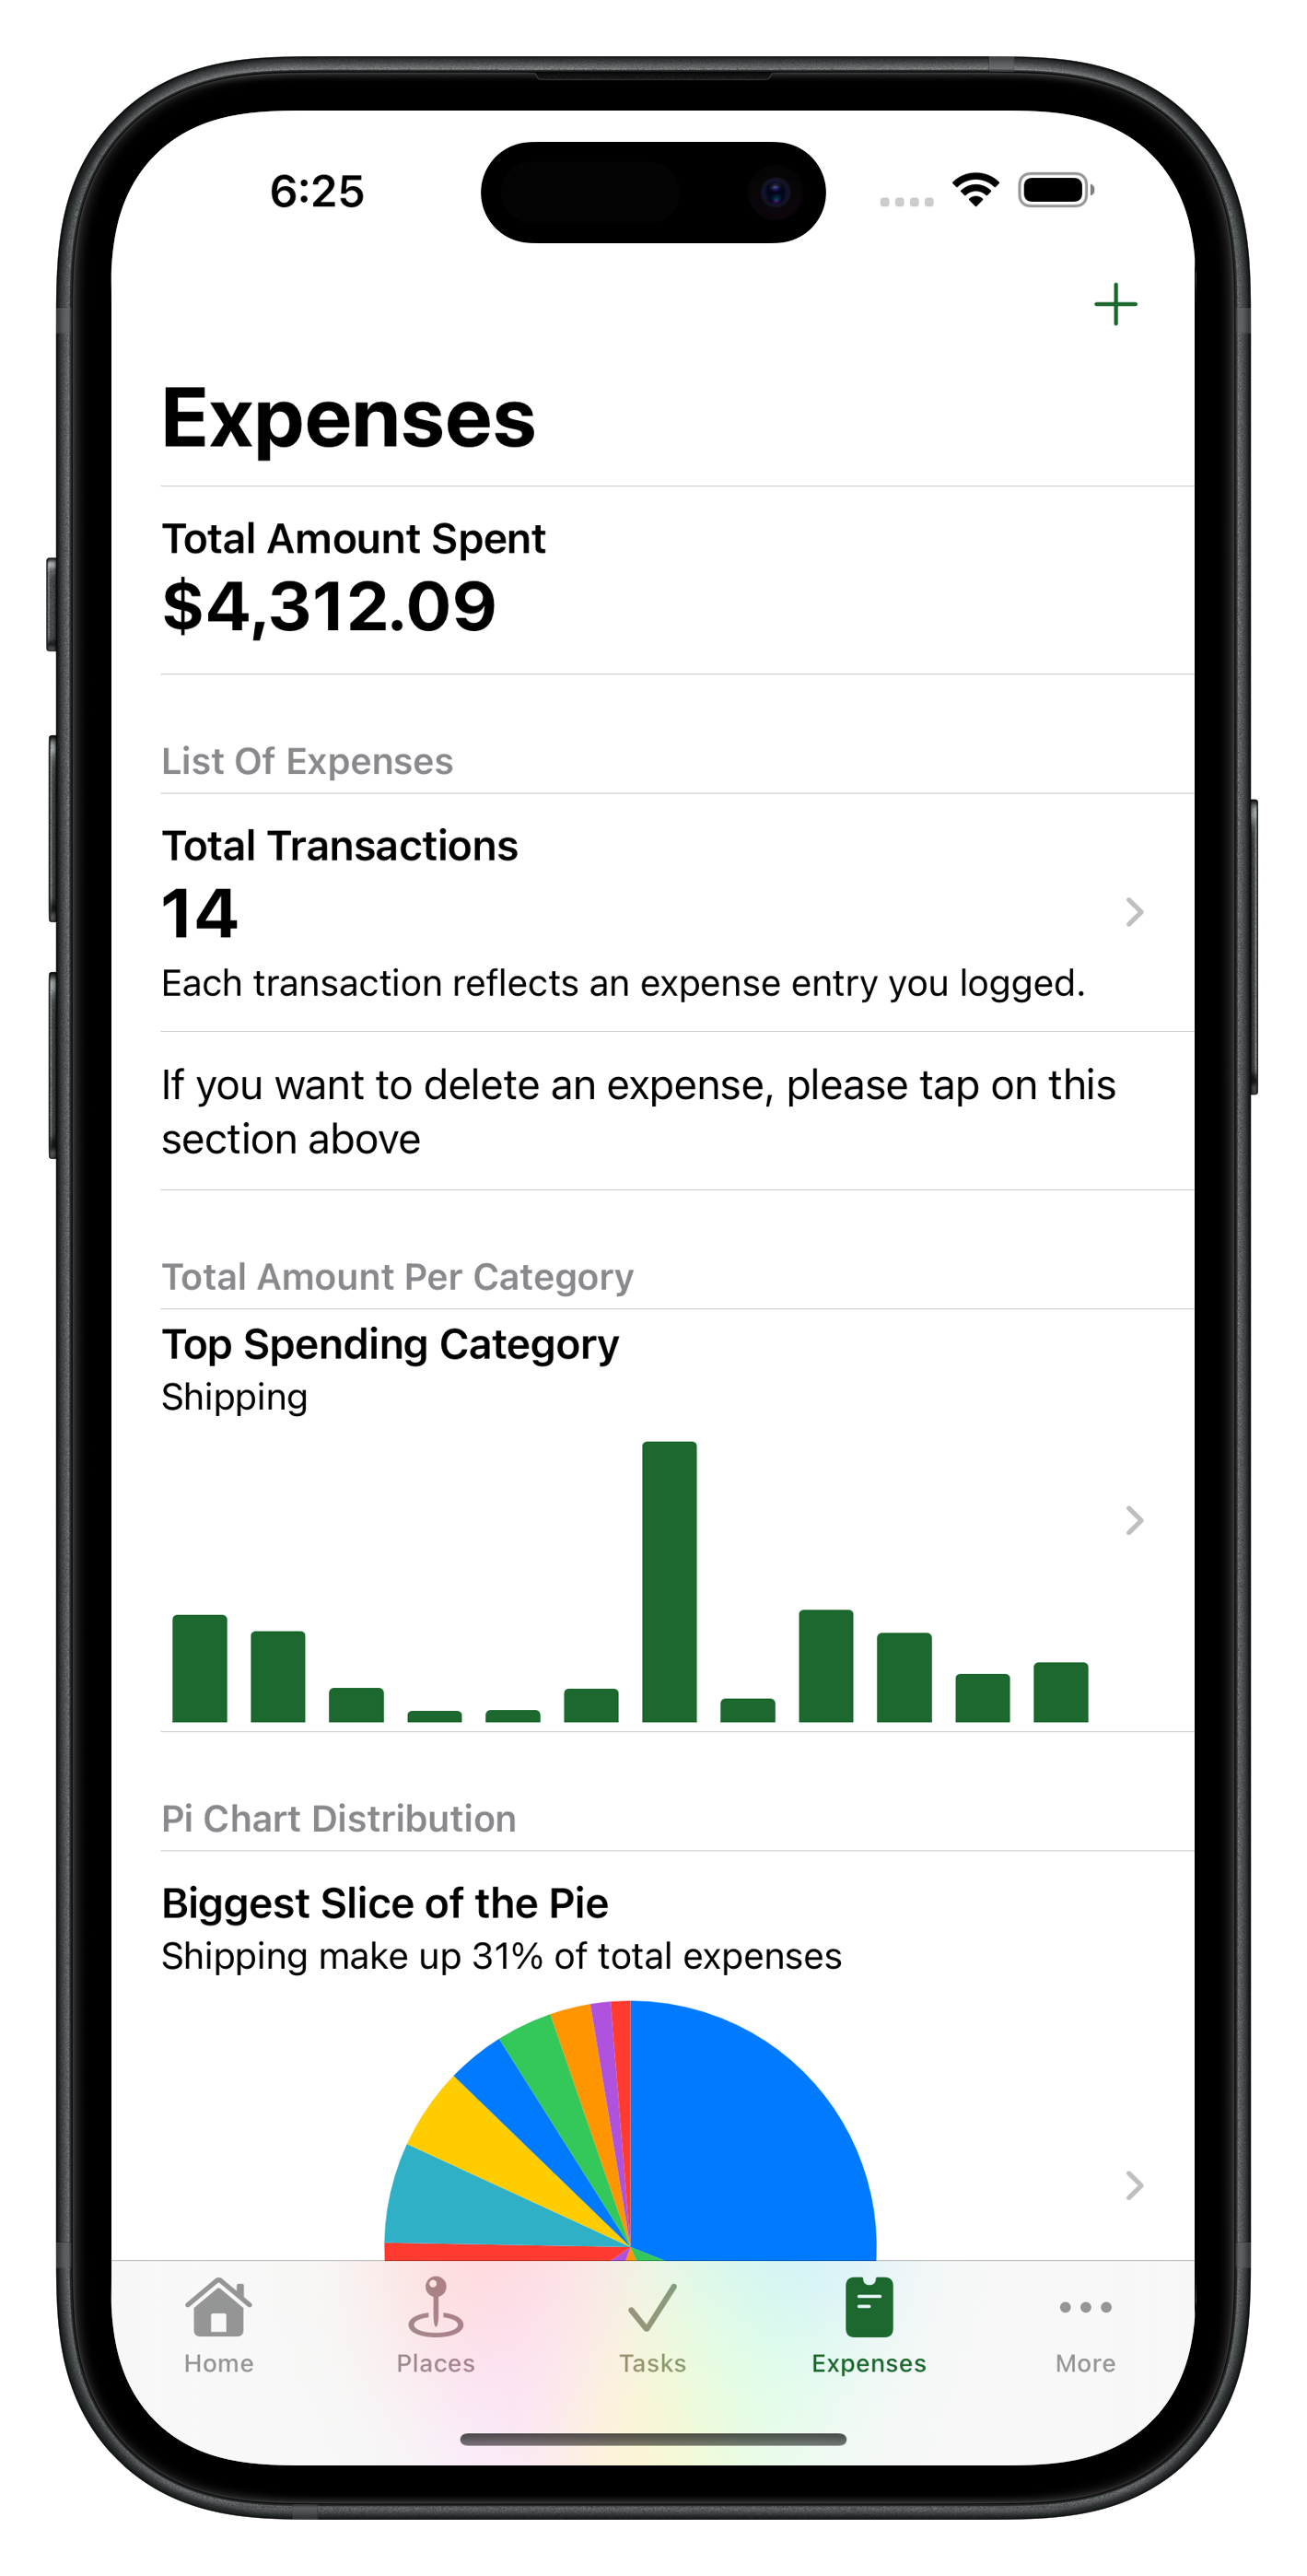 6:25
Expenses
Total Amount Spent
$4,312.09
List Of Expenses
Total Transactions
14
Each transaction reflects an expense entry you logged.
If you want to delete an expense, please tap on this
section above
Total Amount Per Category
Top Spending Category
Shipping
Pi Chart Distribution
Biggest Slice of the Pie
Shipping make up 31% of total expenses
Home Places Tasks Expenses More